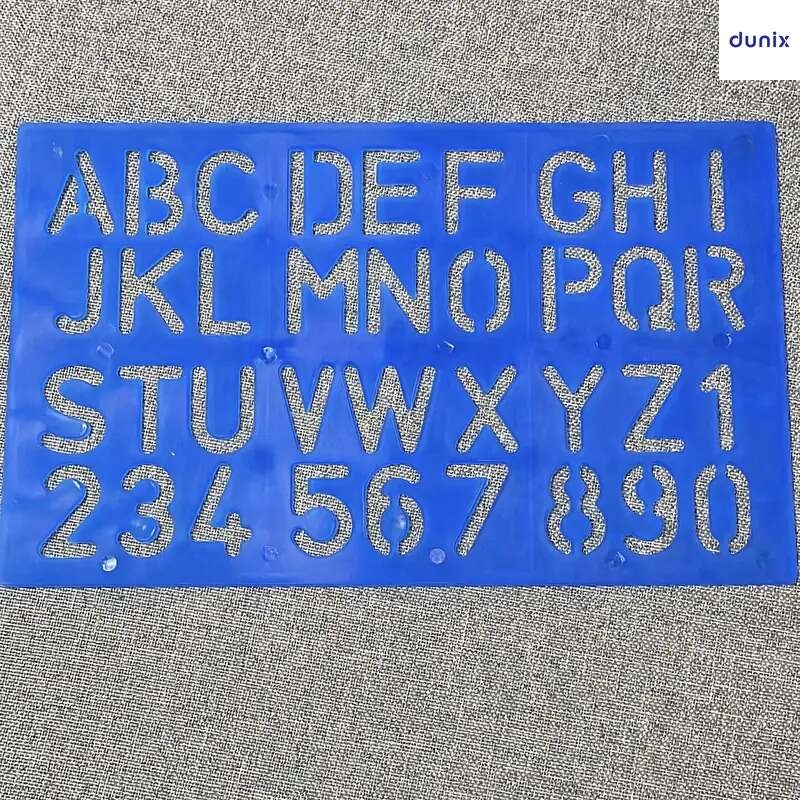 dunix
ABC DEF GHI
JKL MNO PQR
STU VWX YZ1
234 567 890